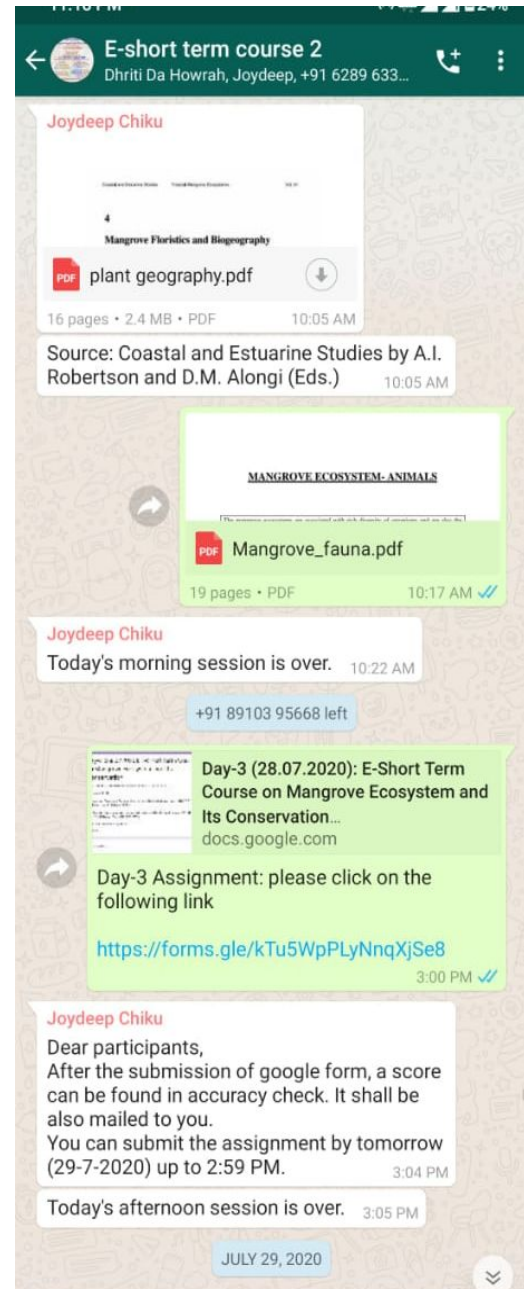 E-short term course 2
Dhriti Da Howrah, Joydeep, +91 6289 633...
Joydeep Chiku
4
Mangrove Floristics and Biogeography
PDF plant geography.pdf
16 pages • 2.4 MB • PDF 10:05 AM
Source: Coastal and Estuarine Studies by A.I.
Robertson and D.M. Alongi (Eds.) 10:05 AM
MANGROVE ECOSYSTEM- ANIMALS
PDF Mangrove_fauna.pdf
19 pages • PDF 10:17 AM
Joydeep Chiku
Today's morning session is over. 10:22 AM
+91 89103 95668 left
Day-3 (28.07.2020): E-Short Term
Course on Mangrove Ecosystem and
Its Conservation...
docs.google.com
Day-3 Assignment: please click on the
following link
https://forms.gle/kTu5WpPLyNnqXjSe8
3:00 PM
Joydeep Chiku
Dear participants,
After the submission of google form, a score
can be found in accuracy check. It shall be
also mailed to you.
You can submit the assignment by tomorrow
(29-7-2020) up to 2:59 PM. 3:04 PM
Today's afternoon session is over. 3:05 PM
JULY 29, 2020